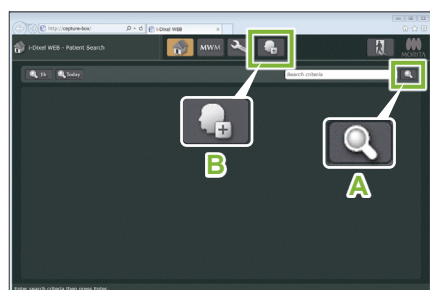 http://capture-box/
i-Dixel WEB
i-Dixel WEB - Patient Search
MWM
MORITA
1h
Today
Search criteria
B
A
Enter search criteria then press Enter.